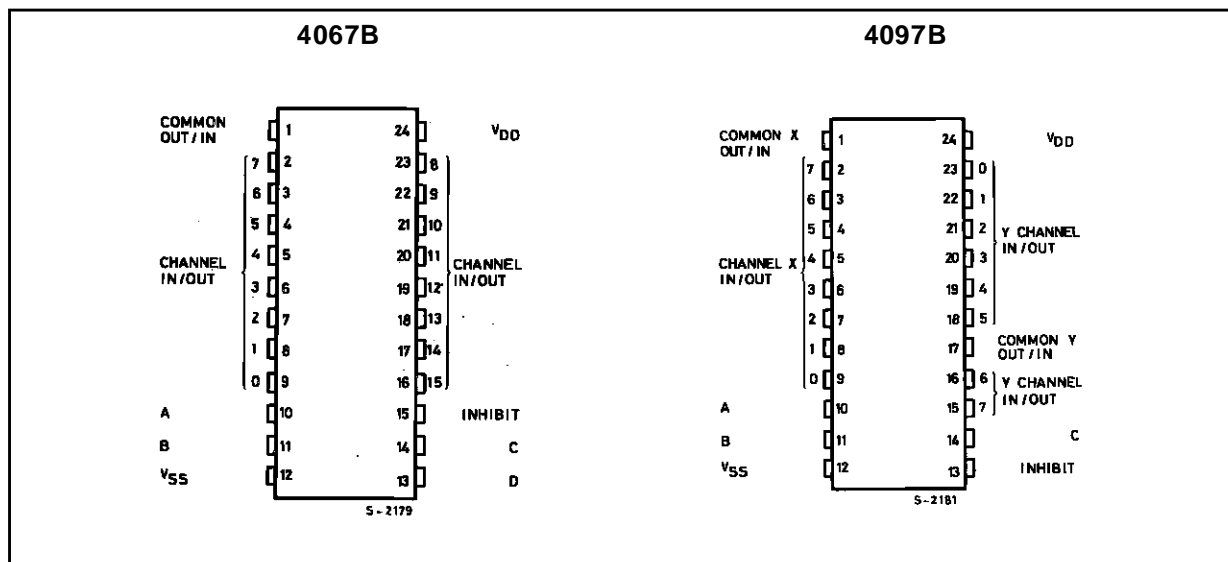 4067B
COMMON
OUT / IN
1 24 VDD
7 2 23 8
6 3 22 9
5 4 21 10
4 5 20 11
CHANNEL
IN/OUT
CHANNEL
IN/OUT
3 6 19 12
2 7 18 13
1 8 17 14
0 9 16 15
A 10 15 INHIBIT
B 11 14 C
VSS 12 13 D
S-2179
4097B
COMMON X
OUT / IN
1 24 VDD
7 2 23 0
6 3 22 1
5 4 21 2
Y CHANNEL
IN/OUT
4 5 20 3
CHANNEL X
IN/OUT
3 6 19 4
2 7 18 5
1 8 17
COMMON Y
OUT / IN
0 9 16 6
Y CHANNEL
IN/OUT
A 10 15 7
B 11 14 C
VSS 12 13 INHIBIT
S-2181